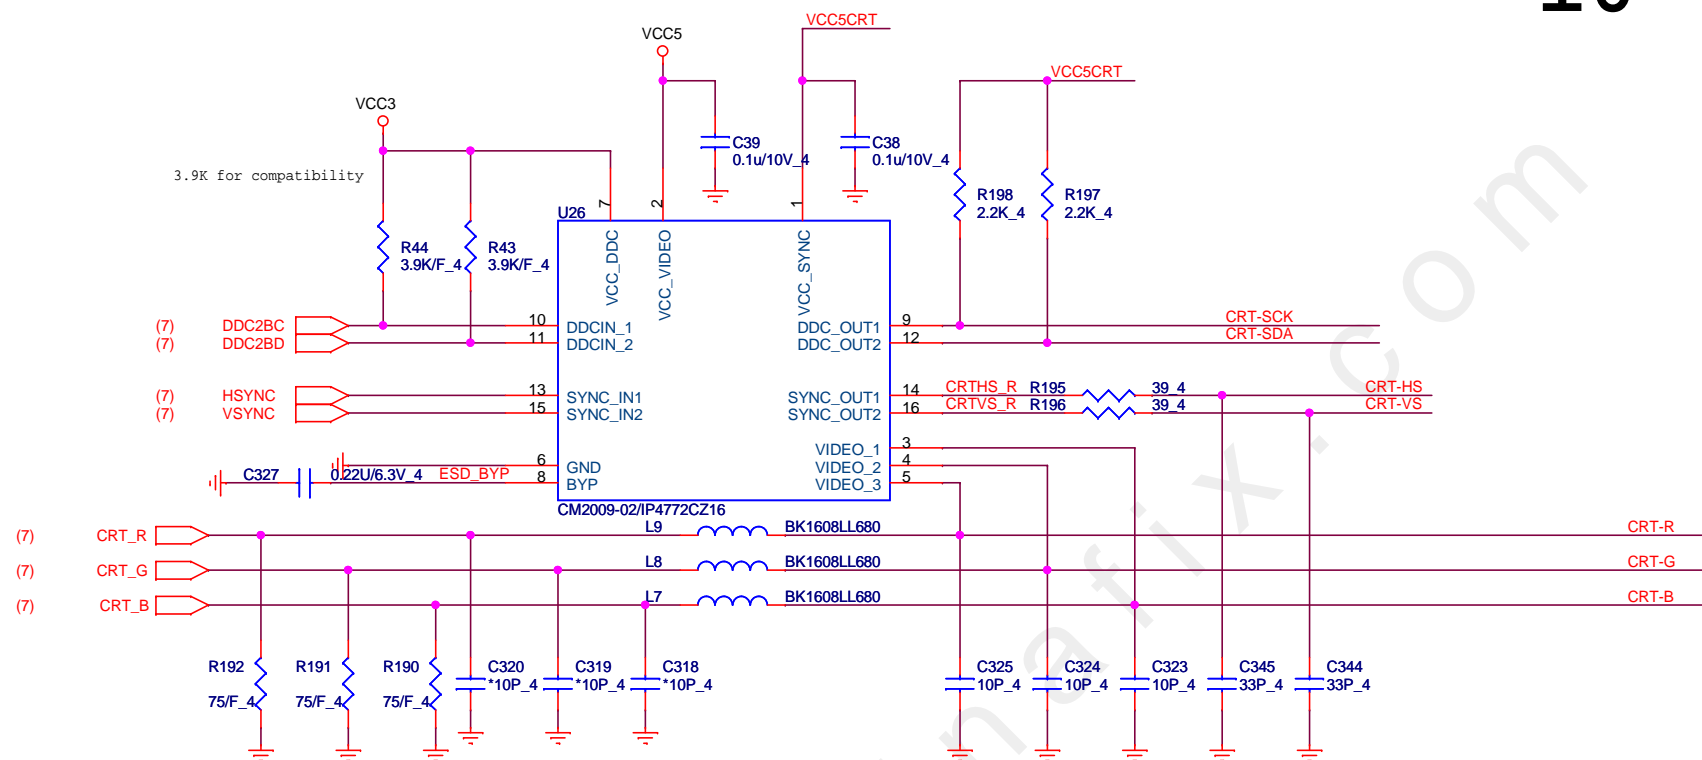 VCC5CRT
VCC5
VCC5CRT
VCC3
C39
0.1u/10V_4
C38
0.1u/10V_4
3.9K for compatibility
R198
2.2K_4
R197
2.2K_4
7
2
1
U26
R44
3.9K/F_4
R43
3.9K/F_4
VCC_DDC
VCC_VIDEO
VCC_SYNC
(7) DDC2BC 10 DDCIN_1 DDC_OUT1 9 CRT-SCK
(7) DDC2BD 11 DDCIN_2 DDC_OUT2 12 CRT-SDA
(7) HSYNC 13 SYNC_IN1 SYNC_OUT1 14 CRTHS_R R195 39_4 CRT-HS
(7) VSYNC 15 SYNC_IN2 SYNC_OUT2 16 CRTVS_R R196 39_4 CRT-VS
VIDEO_1 3
6 GND VIDEO_2 4
C327 0.22U/6.3V_4 ESD_BYP 8 BYP VIDEO_3 5
CM2009-02/IP4772CZ16
(7) CRT_R L9 BK1608LL680 CRT-R
(7) CRT_G L8 BK1608LL680 CRT-G
(7) CRT_B L7 BK1608LL680 CRT-B
R192
75/F_4
R191
75/F_4
R190
75/F_4
C320
*10P_4
C319
*10P_4
C318
*10P_4
C325
10P_4
C324
10P_4
C323
10P_4
C345
33P_4
C344
33P_4
nafix.com